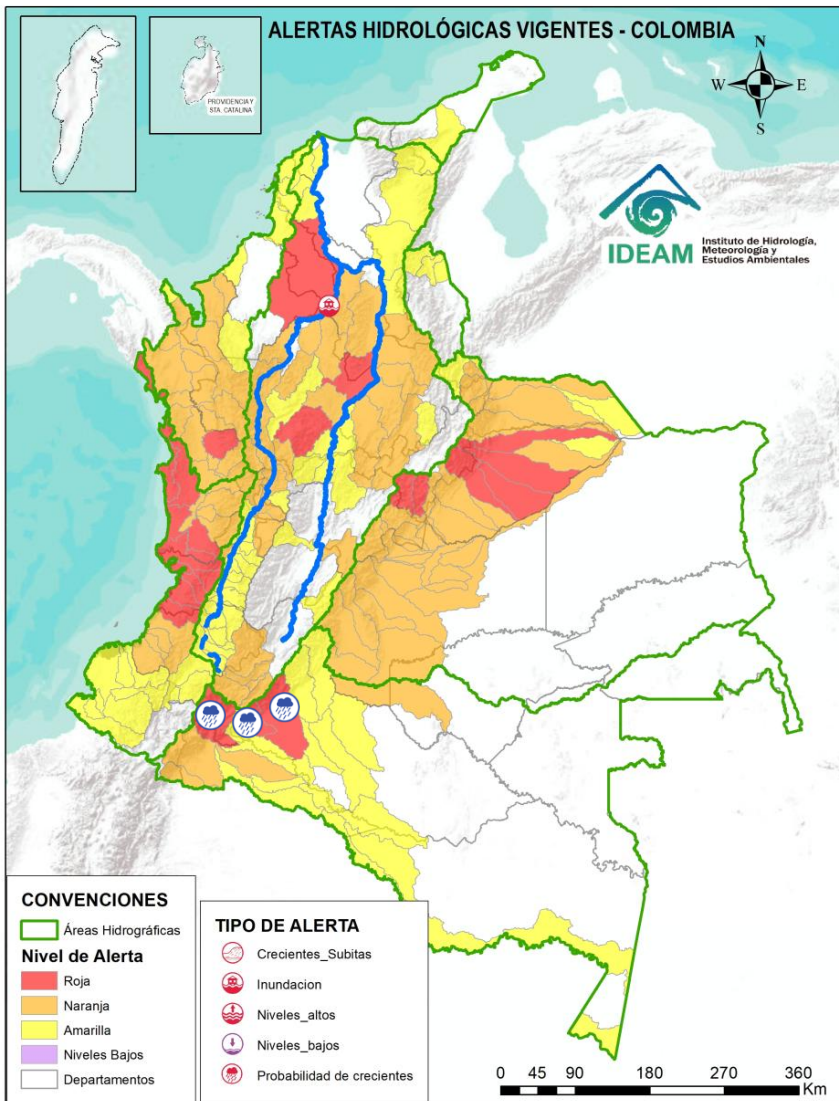 ALERTAS HIDROLÓGICAS VIGENTES - COLOMBIA
PROVIDENCIA Y
STA. CATALINA
N
W
E
S
IDEAM
Instituto de Hidrología,
Meteorología y
Estudios Ambientales
CONVENCIONES
Áreas Hidrográficas
Nivel de Alerta
Roja
Naranja
Amarilla
Niveles Bajos
Departamentos
TIPO DE ALERTA
Crecientes_Subitas
Inundacion
Niveles_altos
Niveles_bajos
Probabilidad de crecientes
0 45 90 180 270 360
Km